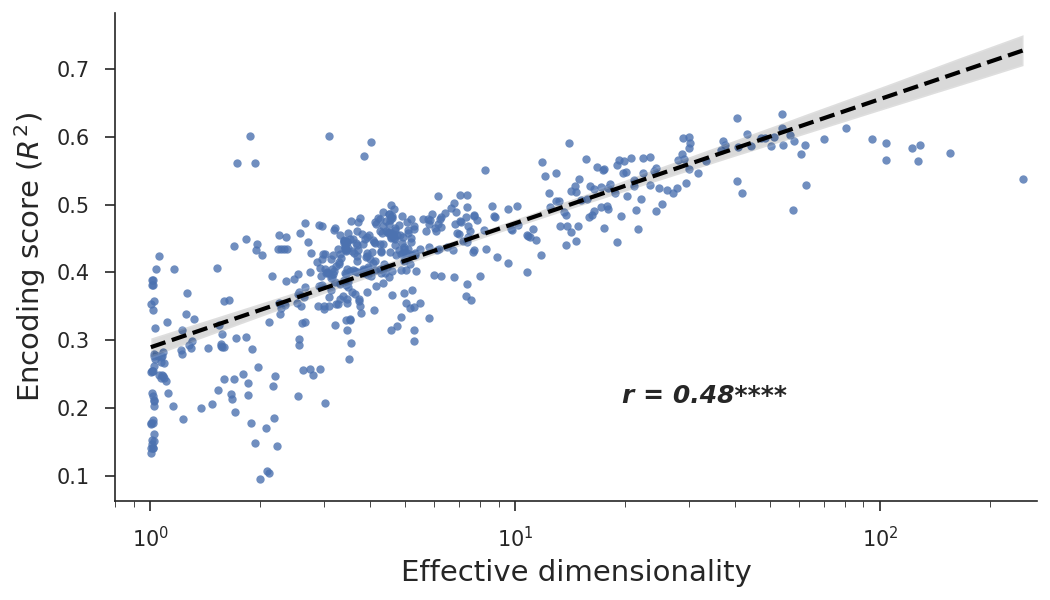 Encoding score (R²)
0.7
0.6
0.5
0.4
0.3
0.2
0.1
r = 0.48****
10⁰ 10¹ 10²
Effective dimensionality